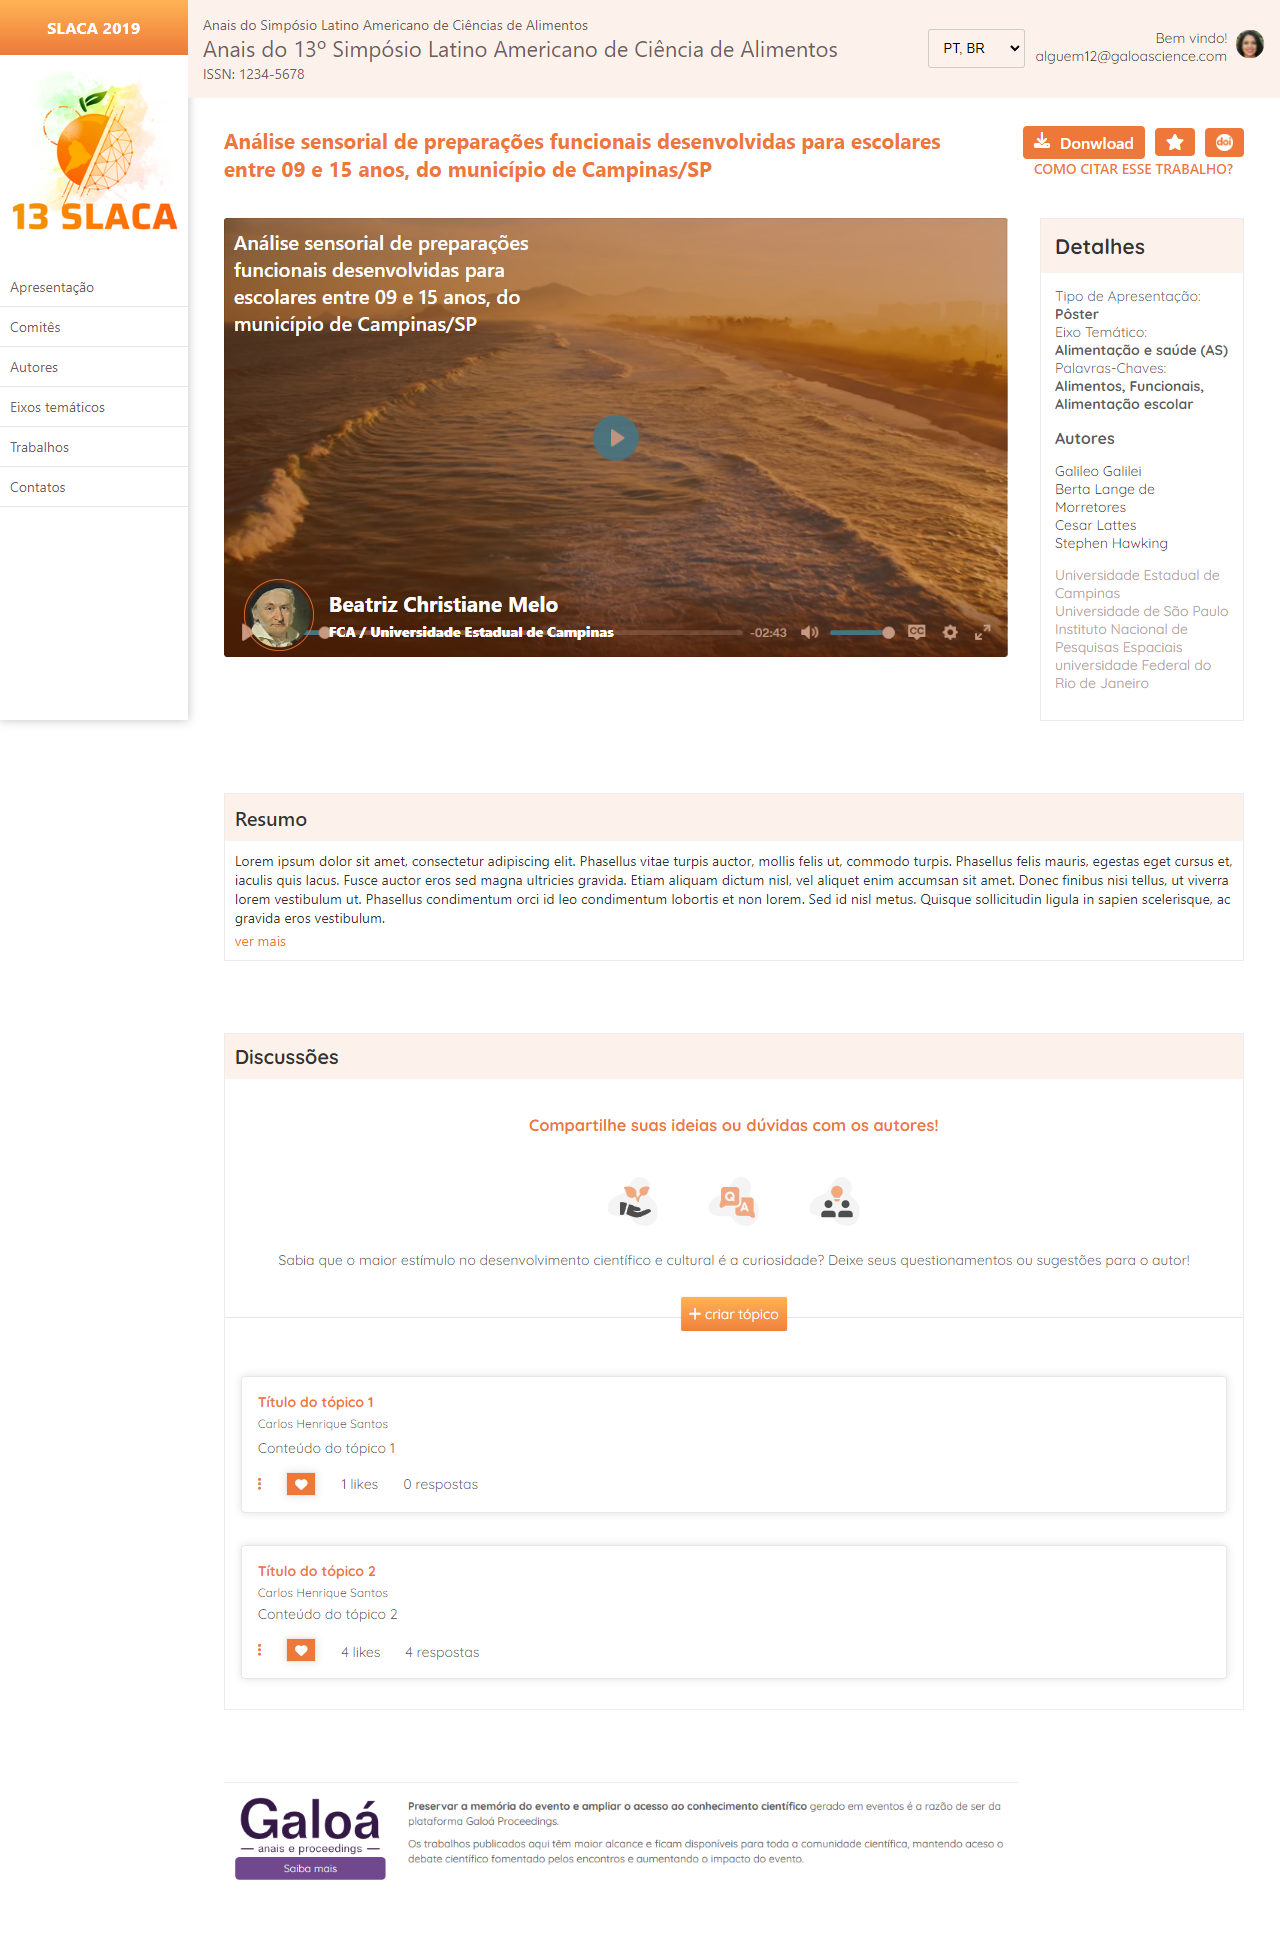 SLACA 2019
Anais do Simpósio Latino Americano de Ciências de Alimentos
Anais do 13º Simpósio Latino Americano de Ciência de Alimentos
ISSN: 1234-5678
PT, BR
Bem vindo!
alguem12@galoascience.com
13 SLACA
Apresentação
Comitês
Autores
Eixos temáticos
Trabalhos
Contatos
Análise sensorial de preparações funcionais desenvolvidas para escolares
entre 09 e 15 anos, do município de Campinas/SP
Donwload
doi
COMO CITAR ESSE TRABALHO?
Análise sensorial de preparações
funcionais desenvolvidas para
escolares entre 09 e 15 anos, do
município de Campinas/SP
Beatriz Christiane Melo
FCA / Universidade Estadual de Campinas
-02:43
CC
Detalhes
Tipo de Apresentação:
Pôster
Eixo Temático:
Alimentação e saúde (AS)
Palavras-Chaves:
Alimentos, Funcionais,
Alimentação escolar
Autores
Galileo Galilei
Berta Lange de
Morretores
Cesar Lattes
Stephen Hawking
Universidade Estadual de
Campinas
Universidade de São Paulo
Instituto Nacional de
Pesquisas Espaciais
universidade Federal do
Rio de Janeiro
Resumo
Lorem ipsum dolor sit amet, consectetur adipiscing elit. Phasellus vitae turpis auctor, mollis felis ut, commodo turpis. Phasellus felis mauris, egestas eget cursus et,
iaculis quis lacus. Fusce auctor eros sed magna ultricies gravida. Etiam aliquam dictum nisl, vel aliquet enim accumsan sit amet. Donec finibus nisi tellus, ut viverra
lorem vestibulum ut. Phasellus condimentum orci id leo condimentum lobortis et non lorem. Sed id nisl metus. Quisque sollicitudin ligula in sapien scelerisque, ac
gravida eros vestibulum.
ver mais
Discussões
Compartilhe suas ideias ou dúvidas com os autores!
Q
A
Sabia que o maior estímulo no desenvolvimento científico e cultural é a curiosidade? Deixe seus questionamentos ou sugestões para o autor!
+ criar tópico
Título do tópico 1
Carlos Henrique Santos
Conteúdo do tópico 1
1 likes 0 respostas
Título do tópico 2
Carlos Henrique Santos
Conteúdo do tópico 2
4 likes 4 respostas
Galoá
— anais e proceedings —
Saiba mais
Preservar a memória do evento e ampliar o acesso ao conhecimento científico gerado em eventos é a razão de ser da
plataforma Galoá Proceedings.
Os trabalhos publicados aqui têm maior alcance e ficam disponíveis para toda a comunidade científica, mantendo aceso o
debate científico fomentado pelos encontros e aumentando o impacto do evento.